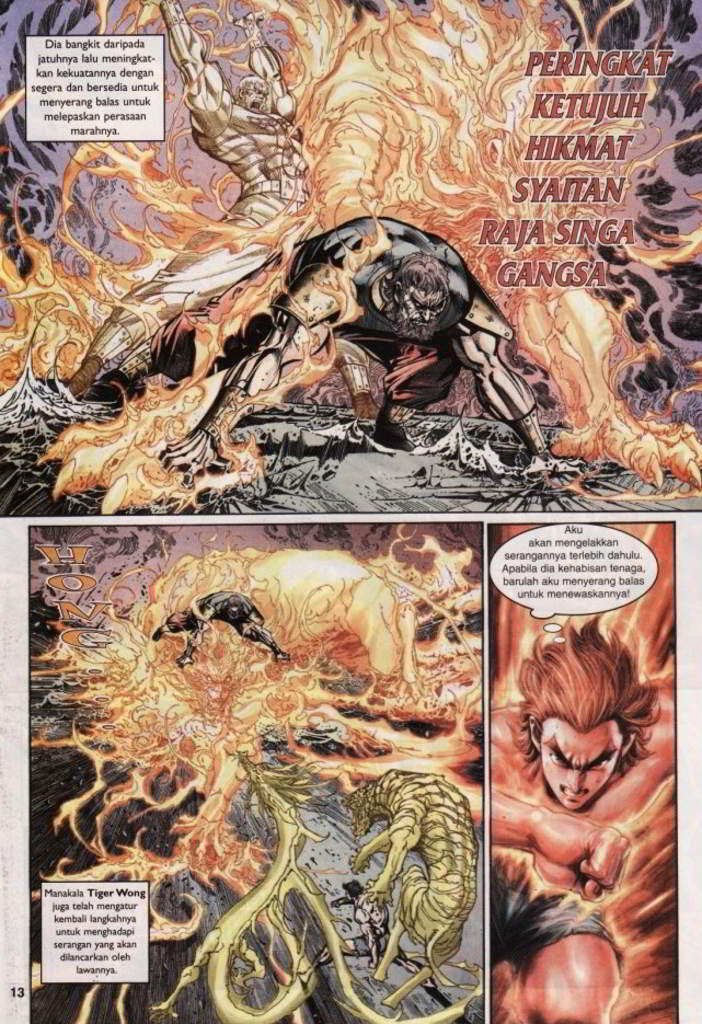 Dia bangkit daripada
jatuhnya lalu meningkat-
kan kekuatannya dengan
segera dan bersedia untuk
menyerang balas untuk
melepaskan perasaan
marahnya.
PERINGKAT
KETUJUH
HIKMAT
SYAITAN
RAJA SINGA
GANGSA
HONG......
Aku
akan mengelakkan
serangannya terlebih dahulu.
Apabila dia kehabisan tenaga,
barulah aku menyerang balas
untuk menewaskannya!
Manakala Tiger Wong
juga telah mengatur
kembali langkahnya
untuk menghadapi
serangan yang akan
dilancarkan oleh
lawannya.
13